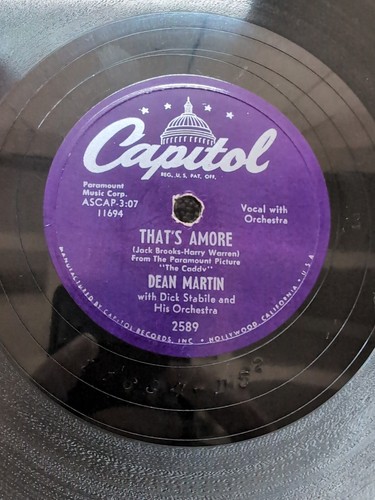 Capitol
REG. U.S. PAT. OFF.
Paramount
Music Corp.
ASCAP-3:07
11694
Vocal with
Orchestra
THAT'S AMORE
(Jack Brooks-Harry Warren)
From The Paramount Picture
"The Caddy"
DEAN MARTIN
with Dick Stabile and
His Orchestra
2589
MANUFACTURED BY CAPITOL RECORDS, INC • HOLLYWOOD, CALIFORNIA • U.S.A